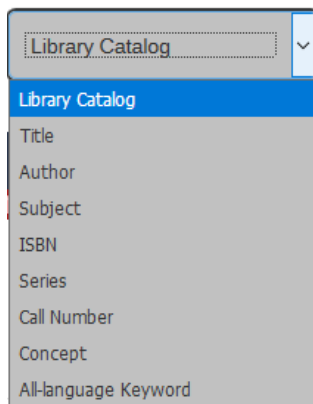 Library Catalog
Library Catalog
Title
Author
Subject
ISBN
Series
Call Number
Concept
All-language Keyword